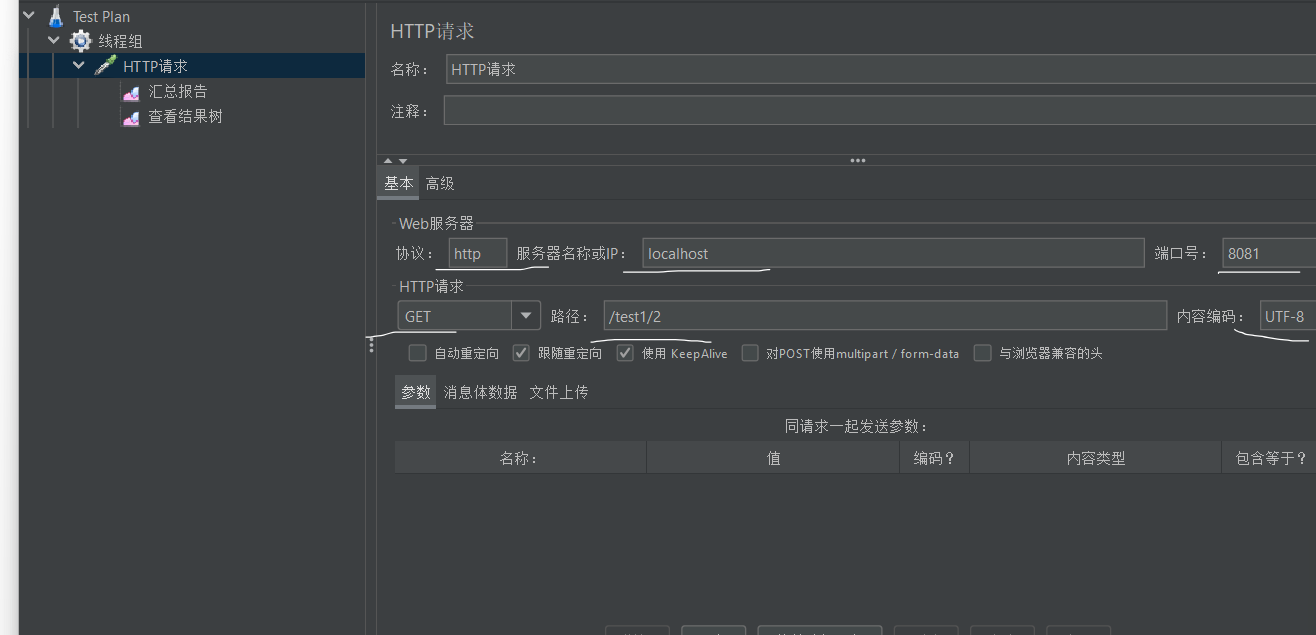 Test Plan
线程组
HTTP请求
汇总报告
查看结果树
HTTP请求
名称： HTTP请求
注释：
基本 高级
Web服务器
协议： http 服务器名称或IP： localhost 端口号： 8081
HTTP请求
GET 路径： /test1/2 内容编码： UTF-8
自动重定向 跟随重定向 使用 KeepAlive 对POST使用multipart / form-data 与浏览器兼容的头
参数 消息体数据 文件上传
同请求一起发送参数：
名称： 值 编码？ 内容类型 包含等于？